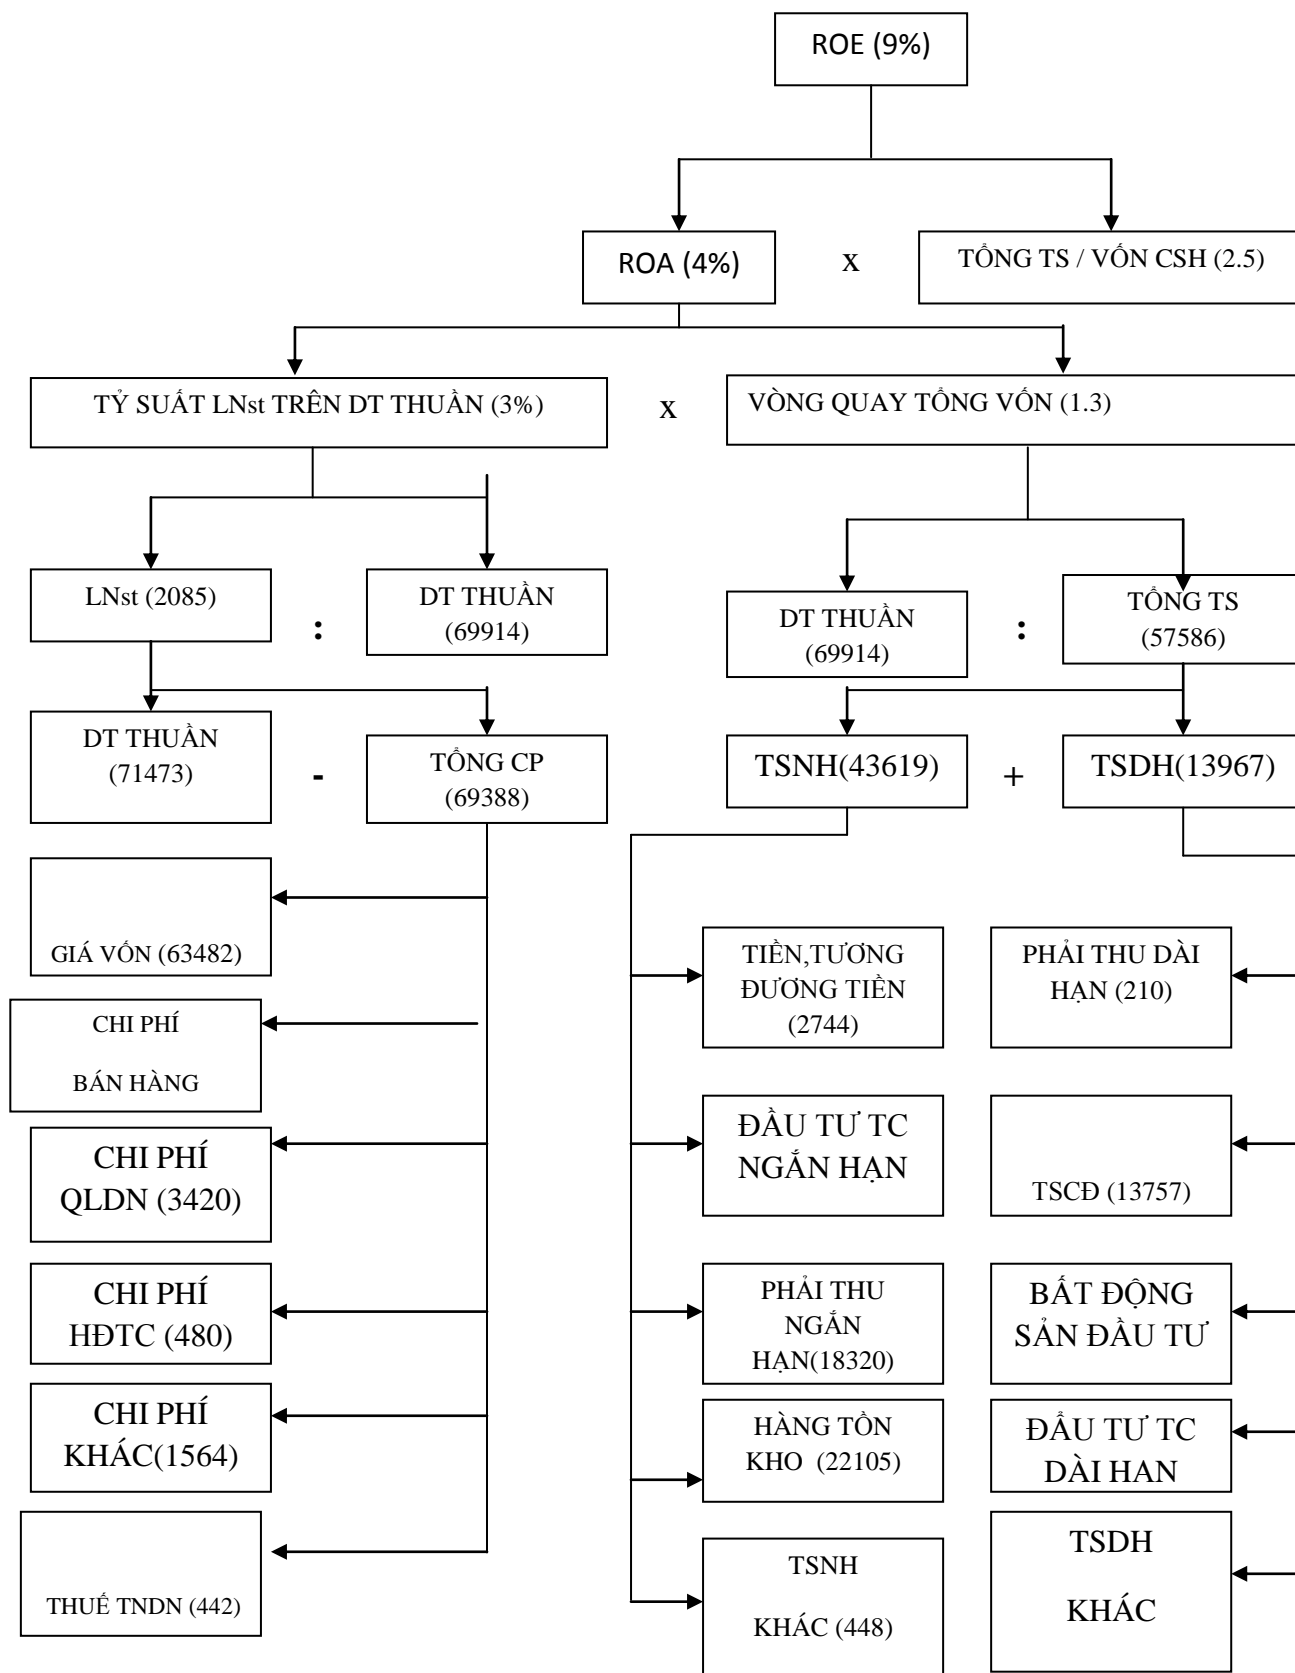 ROE (9%)
ROA (4%)
x
TỔNG TS / VỐN CSH (2.5)
TỶ SUẤT LNst TRÊN DT THUẦN (3%)
x
VÒNG QUAY TỔNG VỐN (1.3)
LNst (2085)
:
DT THUẦN
(69914)
DT THUẦN
(69914)
:
TỔNG TS
(57586)
DT THUẦN
(71473)
-
TỔNG CP
(69388)
TSNH(43619)
+
TSDH(13967)
GIÁ VỐN (63482)
CHI PHÍ
BÁN HÀNG
CHI PHÍ
QLDN (3420)
CHI PHÍ
HĐTC (480)
CHI PHÍ
KHÁC(1564)
THUẾ TNDN (442)
TIỀN,TƯƠNG
ĐƯƠNG TIỀN
(2744)
ĐẦU TƯ TC
NGẮN HẠN
PHẢI THU
NGẮN
HẠN(18320)
HÀNG TỒN
KHO (22105)
TSNH
KHÁC (448)
PHẢI THU DÀI
HẠN (210)
TSCĐ (13757)
BẤT ĐỘNG
SẢN ĐẦU TƯ
ĐẨU TƯ TC
DÀI HAN
TSDH
KHÁC